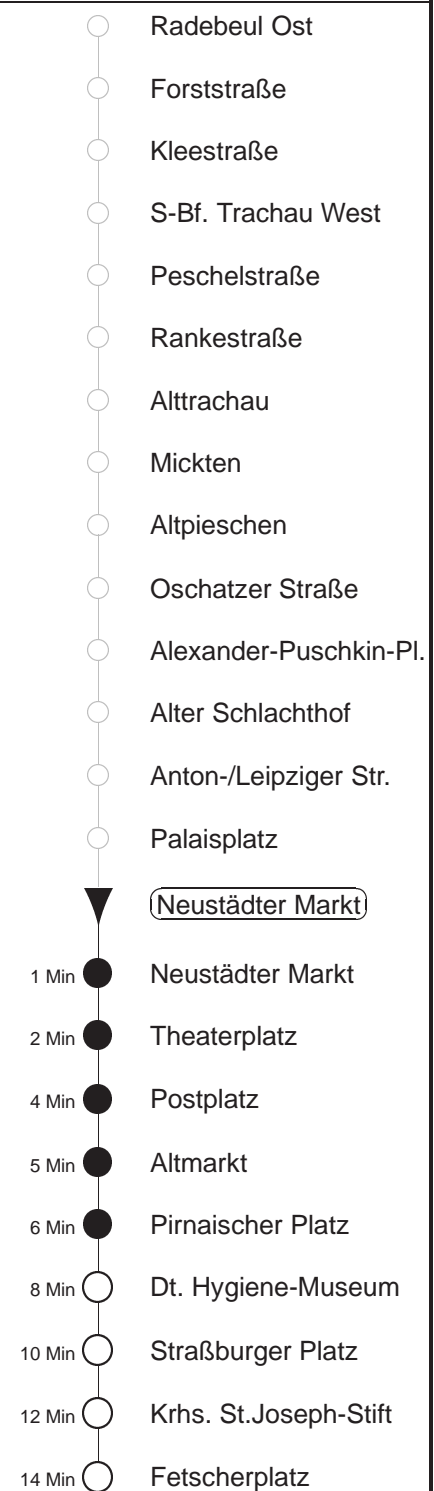 Radebeul Ost
Forststraße
Kleestraße
S-Bf. Trachau West
Peschelstraße
Rankestraße
Alttrachau
Mickten
Altpieschen
Oschatzer Straße
Alexander-Puschkin-Pl.
Alter Schlachthof
Anton-/Leipziger Str.
Palaisplatz
Neustädter Markt
1 Min Neustädter Markt
2 Min Theaterplatz
4 Min Postplatz
5 Min Altmarkt
6 Min Pirnaischer Platz
8 Min Dt. Hygiene-Museum
10 Min Straßburger Platz
12 Min Krhs. St.Joseph-Stift
14 Min Fetscherplatz